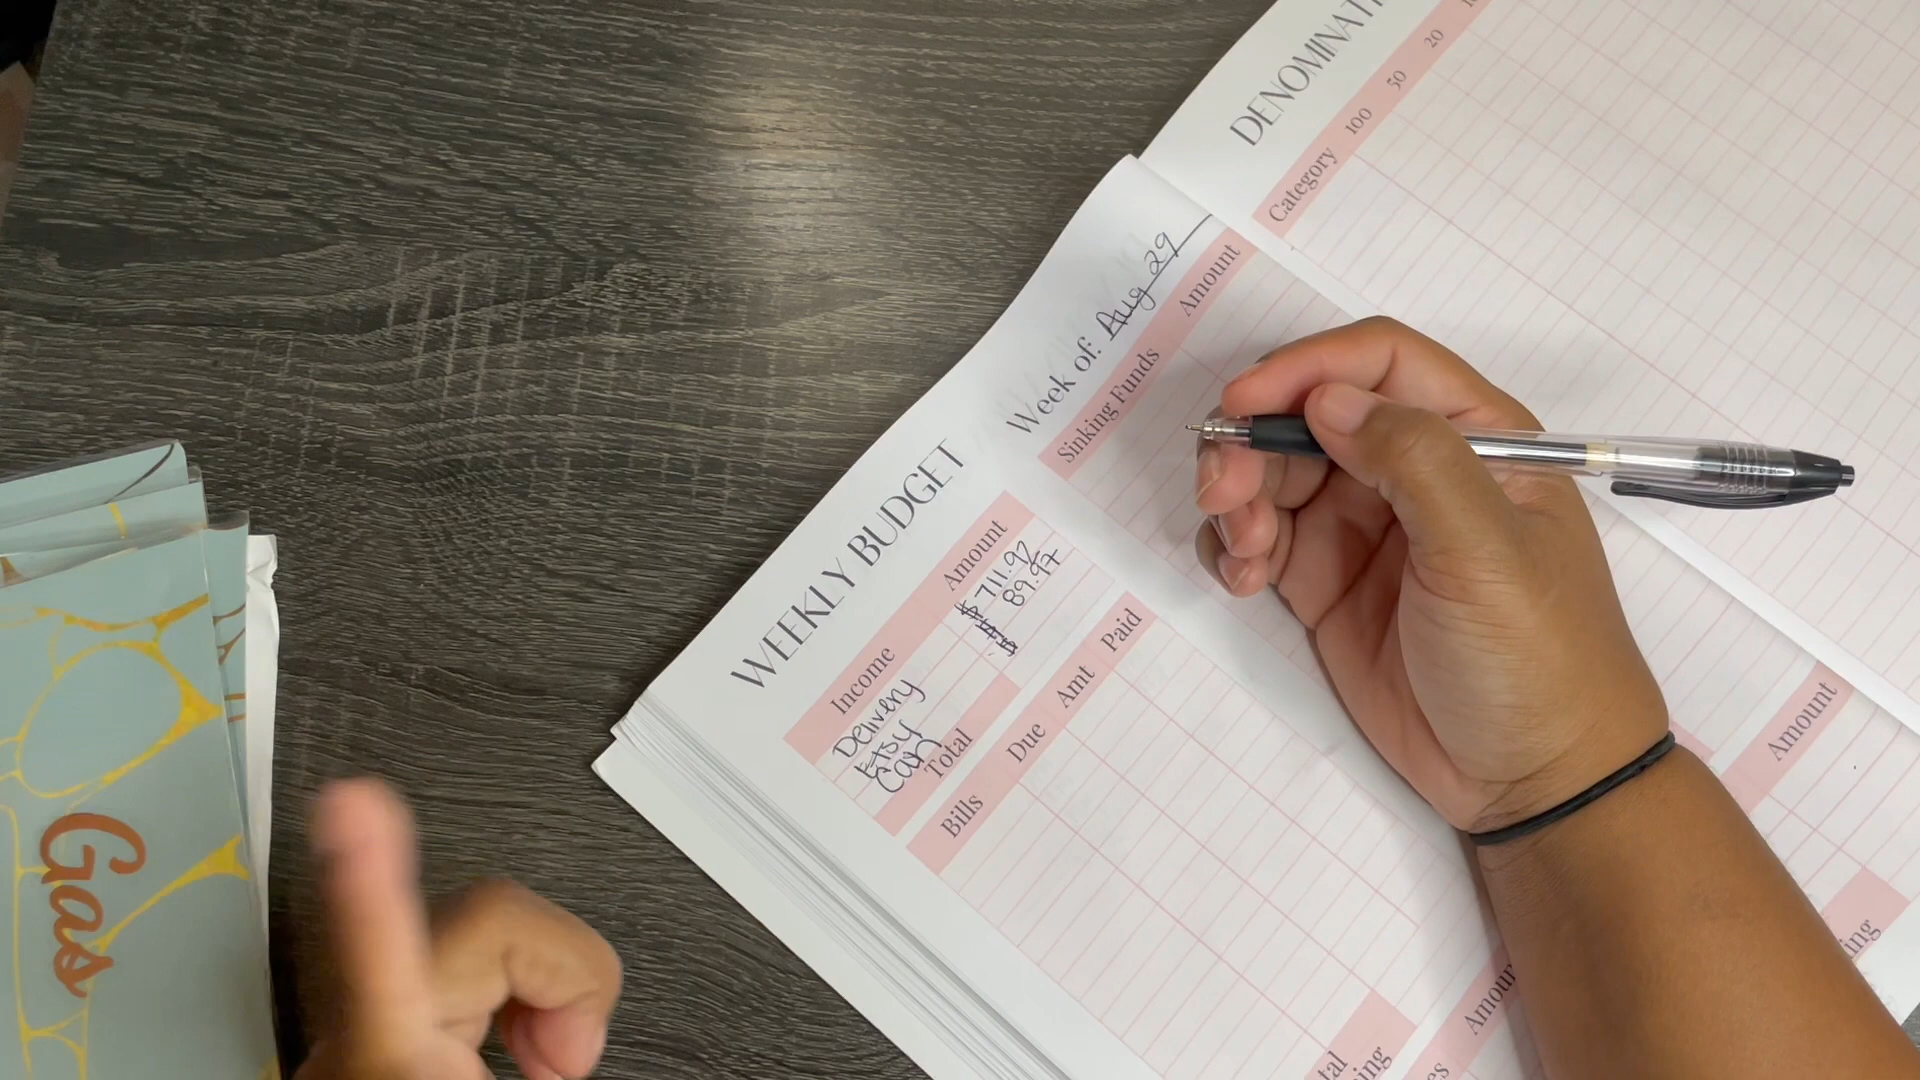 WEEKLY BUDGET
Week of: Aug 29
Income Amount
Delivery $ 711.92
Etsy $ 89.97
Cari $
Total
Sinking Funds Amount
Bills Due Amt Paid
Amount
DENOMINATI
Category 100 50 20
Gas